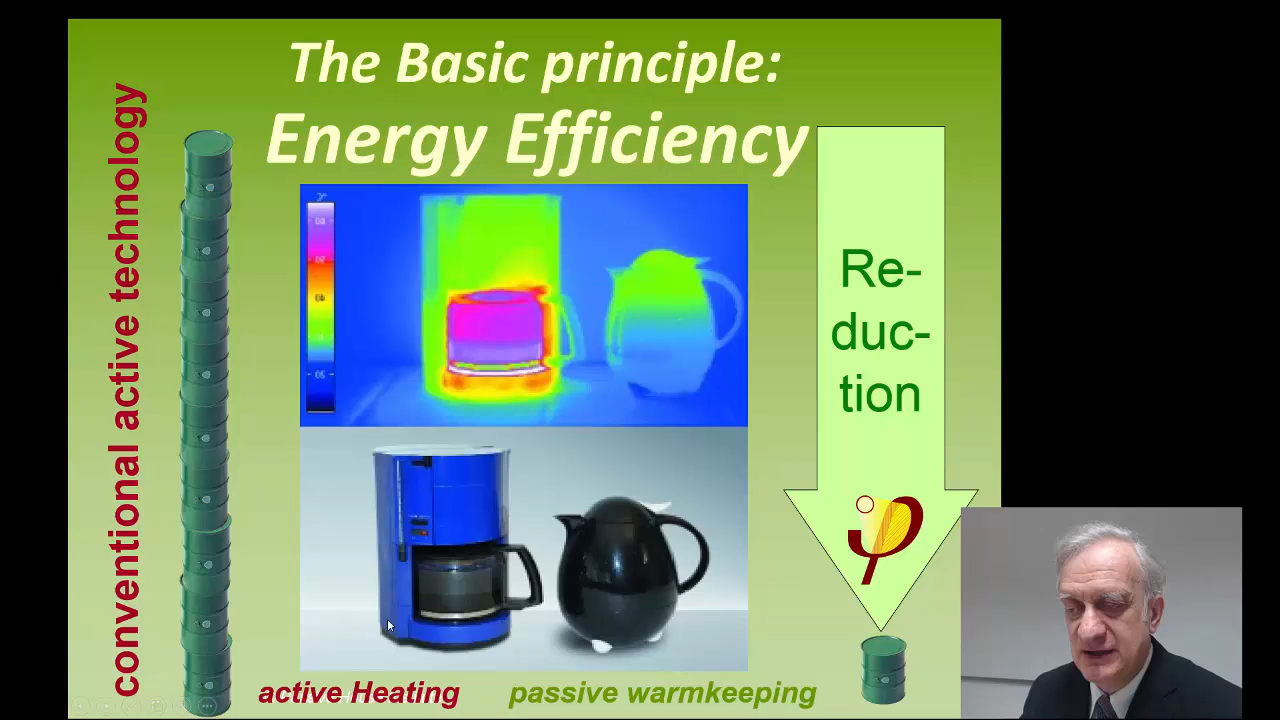 The Basic principle:
Energy Efficiency
conventional active technology
Re-
duc-
tion
active Heating
passive warmkeeping